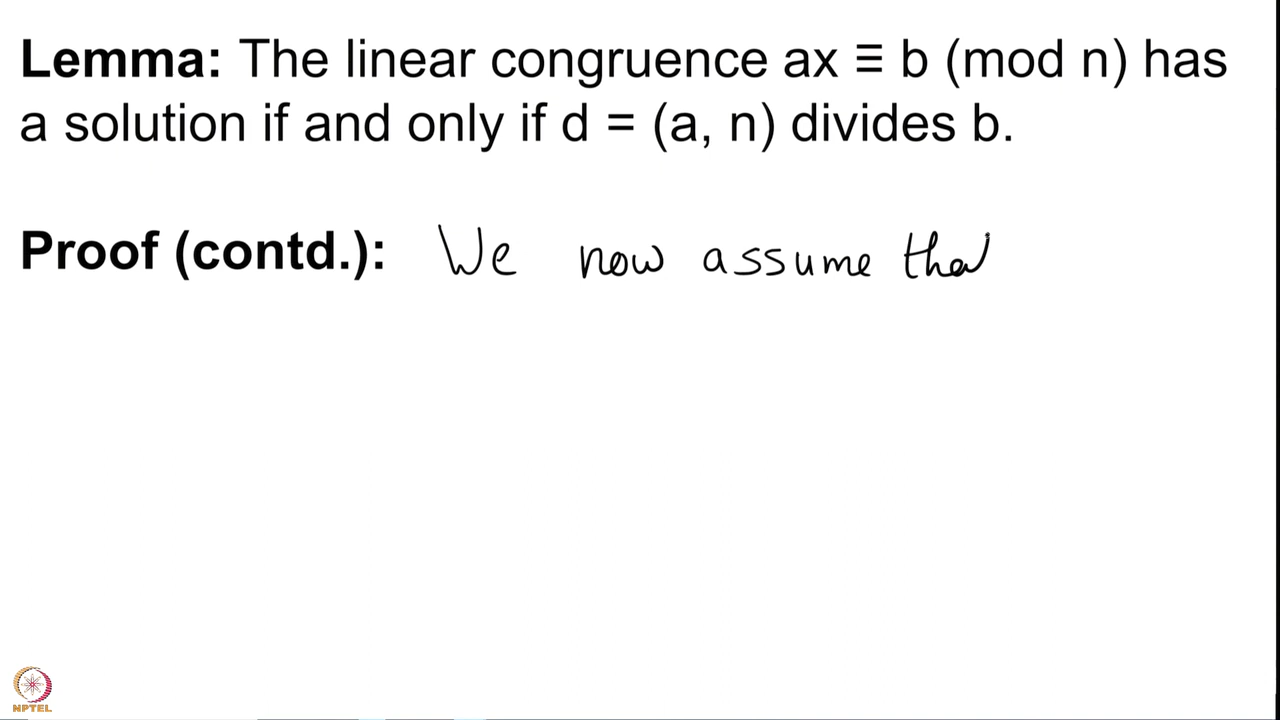 Lemma: The linear congruence ax ≡ b (mod n) has
a solution if and only if d = (a, n) divides b.
Proof (contd.): We now assume that
NPTEL